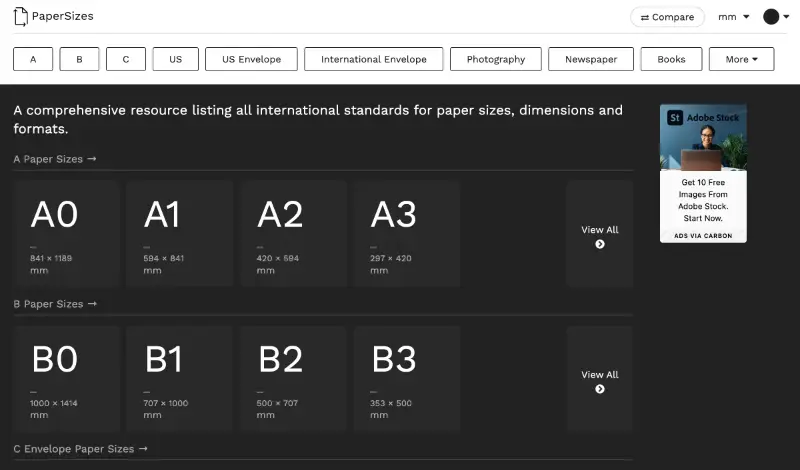 PaperSizes
⇄ Compare
mm
A
B
C
US
US Envelope
International Envelope
Photography
Newspaper
Books
More
A comprehensive resource listing all international standards for paper sizes, dimensions and
formats.
A Paper Sizes →
A0
841 × 1189
mm
A1
594 × 841
mm
A2
420 × 594
mm
A3
297 × 420
mm
View All
B Paper Sizes →
B0
1000 × 1414
mm
B1
707 × 1000
mm
B2
500 × 707
mm
B3
353 × 500
mm
View All
C Envelope Paper Sizes →
St Adobe Stock
Get 10 Free
Images From
Adobe Stock.
Start Now.
ADS VIA CARBON